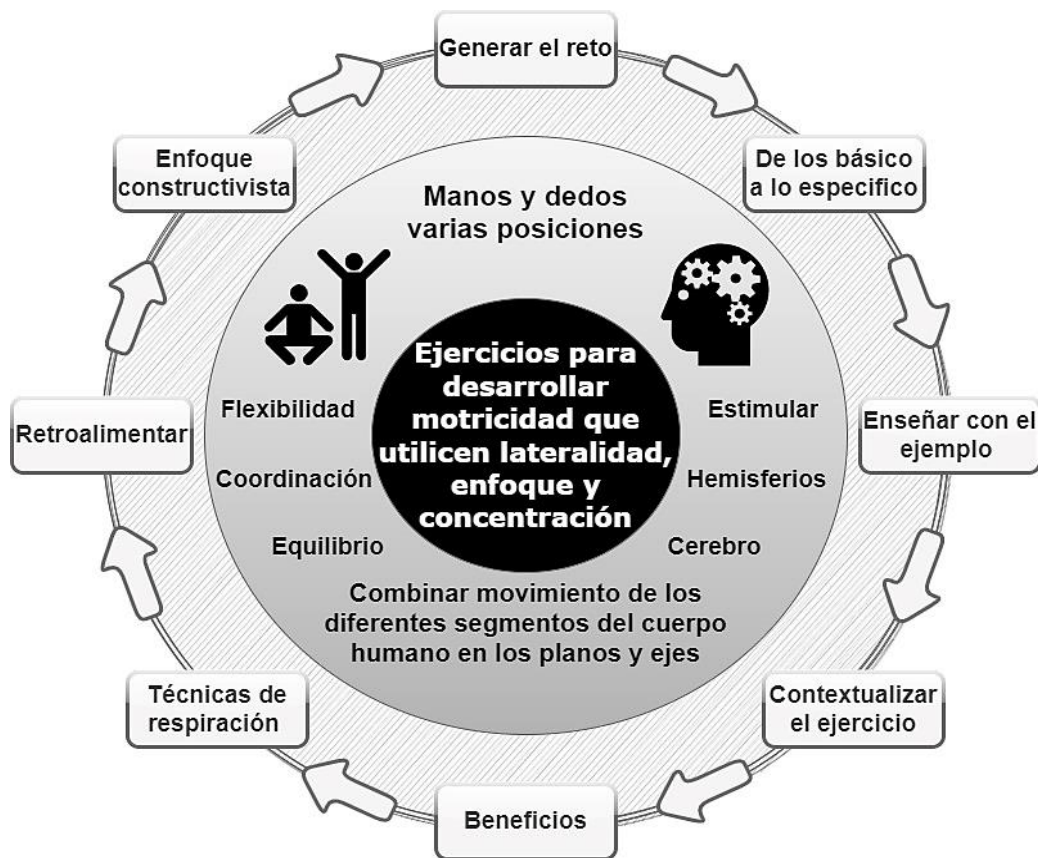 Generar el reto
De los básico
a lo especifico
Enseñar con el
ejemplo
Contextualizar
el ejercicio
Beneficios
Técnicas de
respiración
Retroalimentar
Enfoque
constructivista
Manos y dedos
varias posiciones
Flexibilidad
Coordinación
Equilibrio
Ejercicios para
desarrollar
motricidad que
utilicen lateralidad,
enfoque y
concentración
Estimular
Hemisferios
Cerebro
Combinar movimiento de los
diferentes segmentos del cuerpo
humano en los planos y ejes